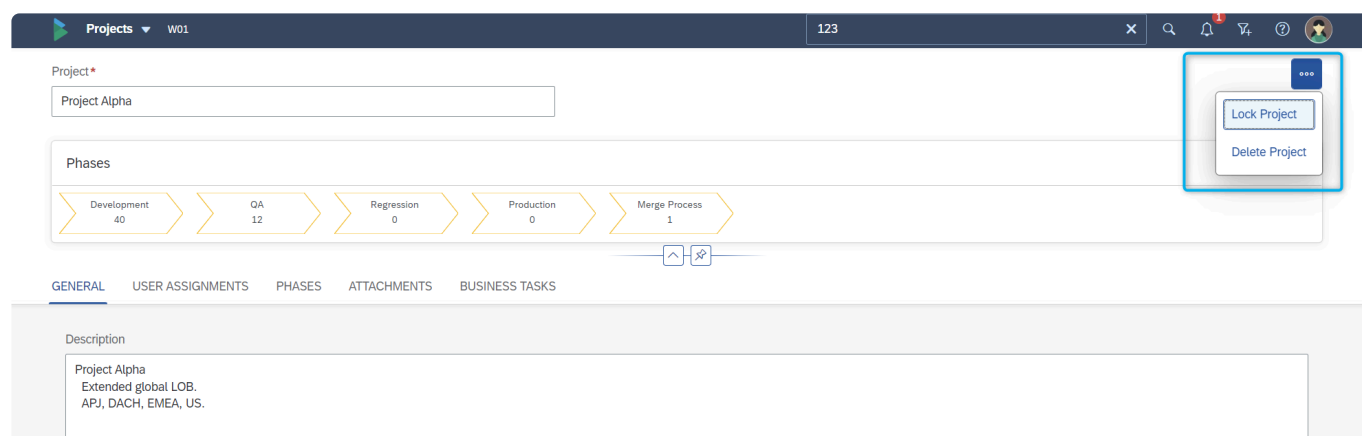 Projects W01 123 1
Project*
Project Alpha
Lock Project
Delete Project
Phases
Development QA Regression Production Merge Process
40 12 0 0 1
GENERAL USER ASSIGNMENTS PHASES ATTACHMENTS BUSINESS TASKS
Description
Project Alpha
Extended global LOB.
APJ, DACH, EMEA, US.